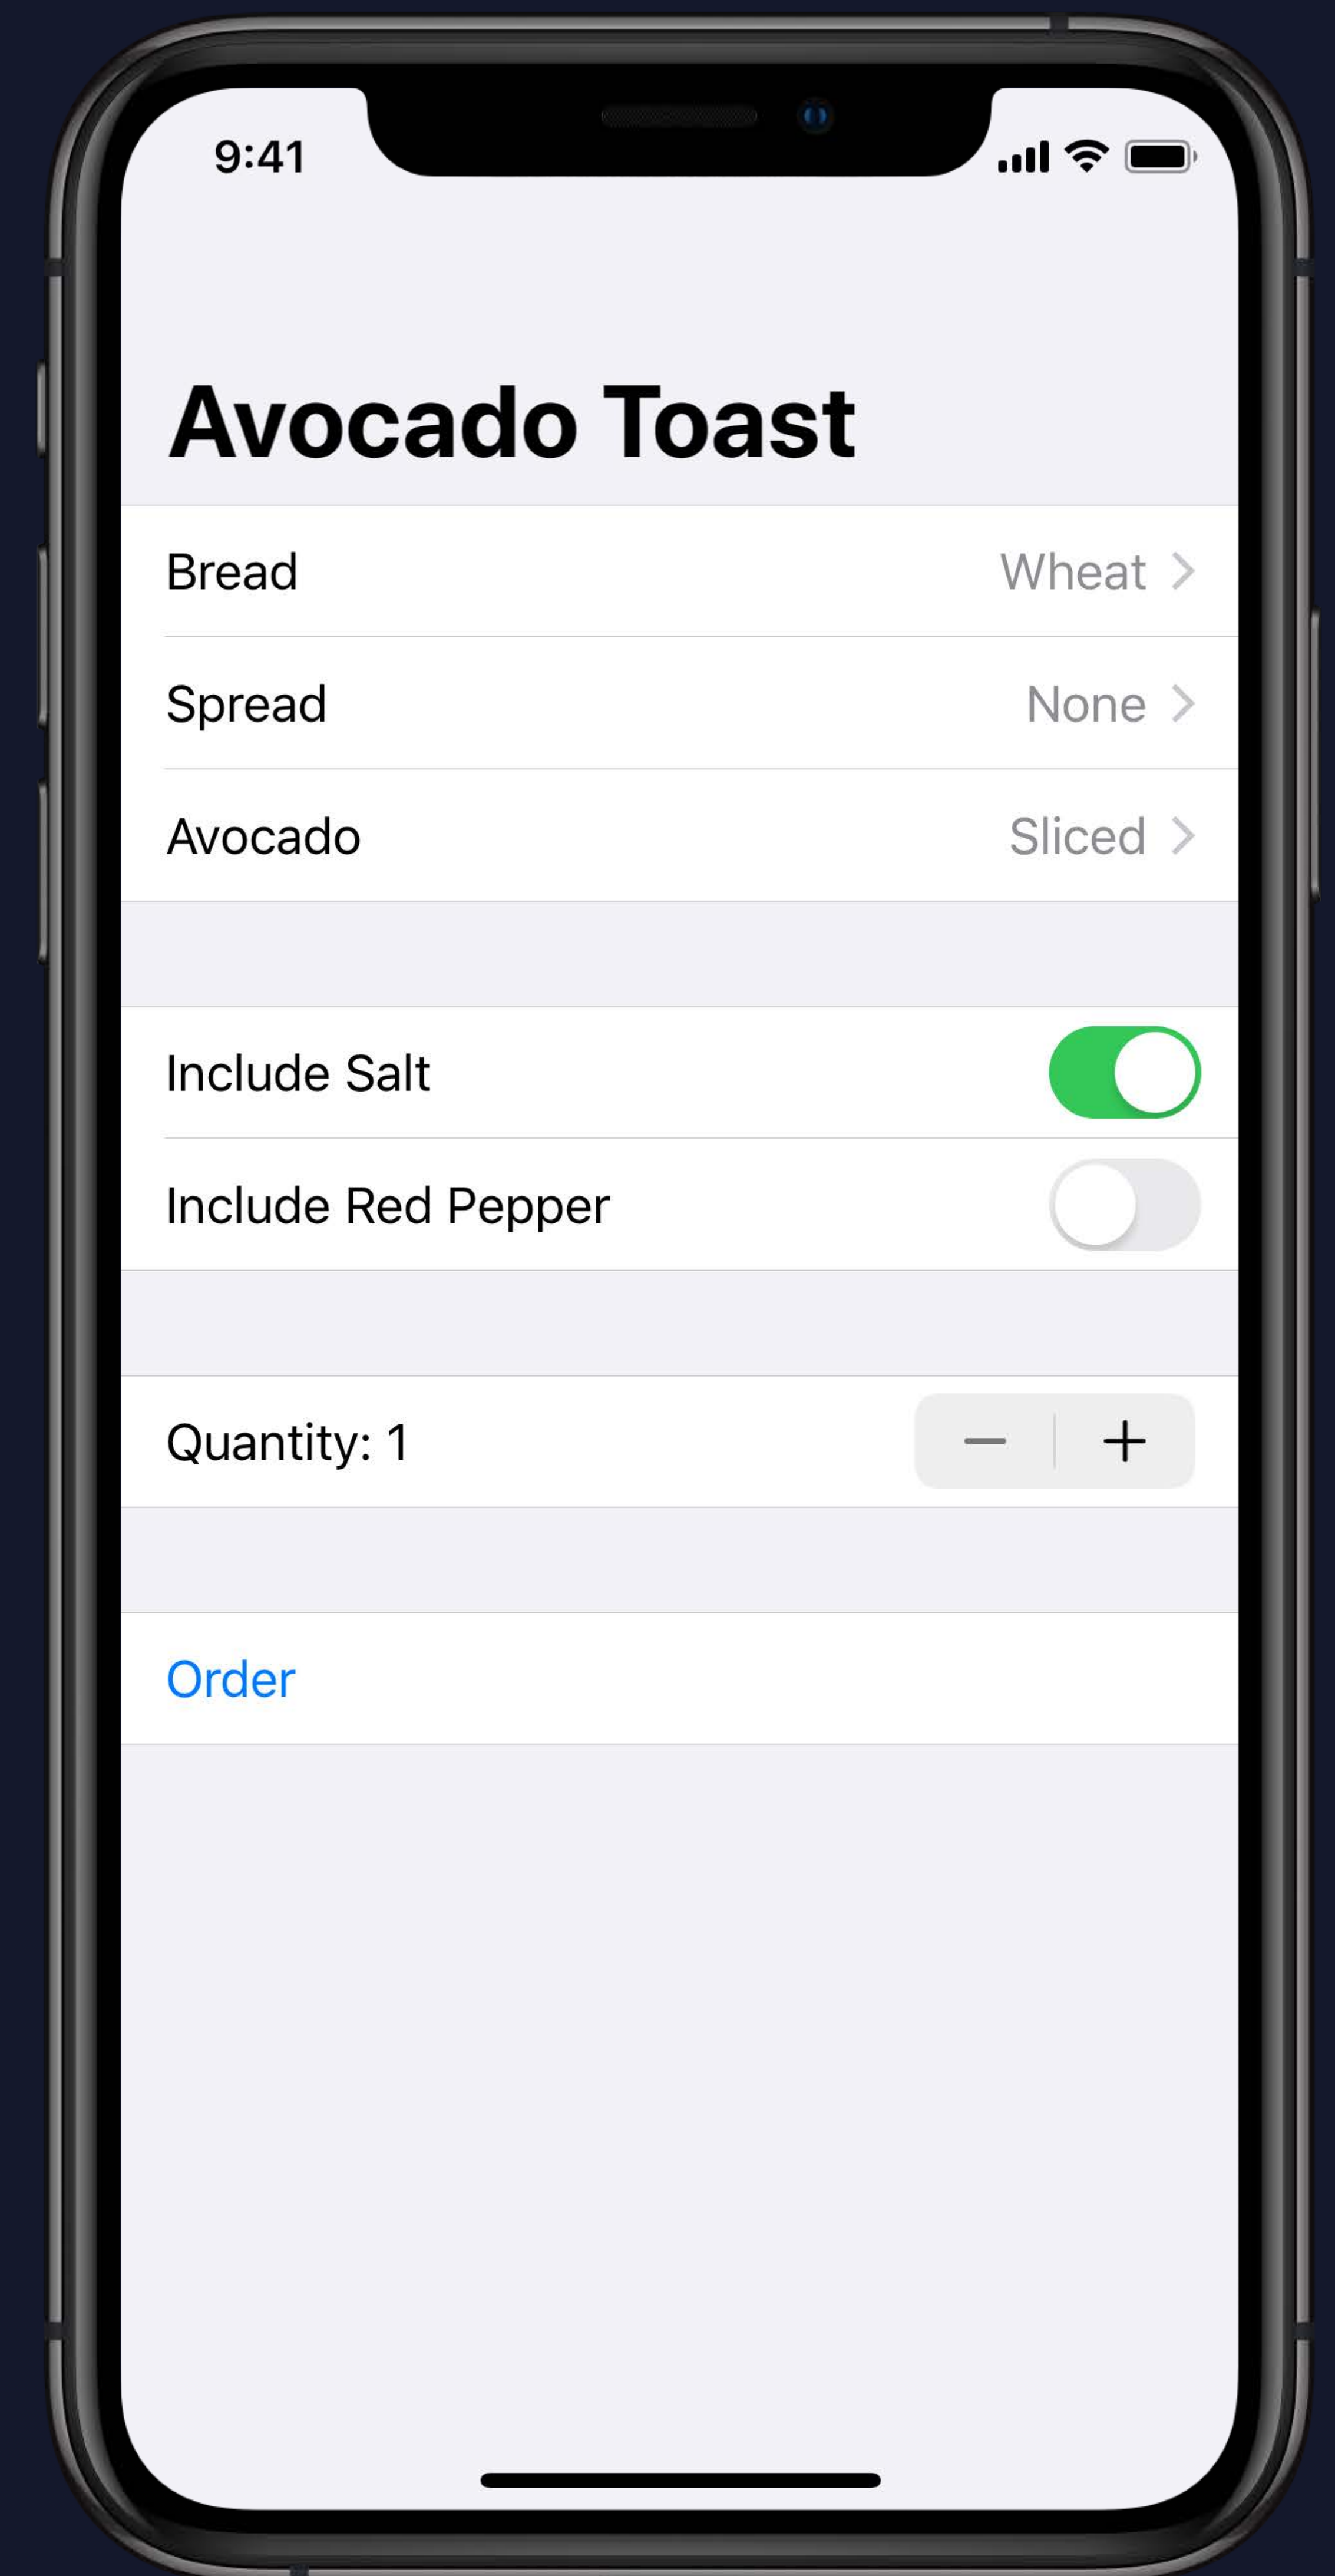 9:41
Avocado Toast
Bread Wheat
Spread None
Avocado Sliced
Include Salt
Include Red Pepper
Quantity: 1
Order